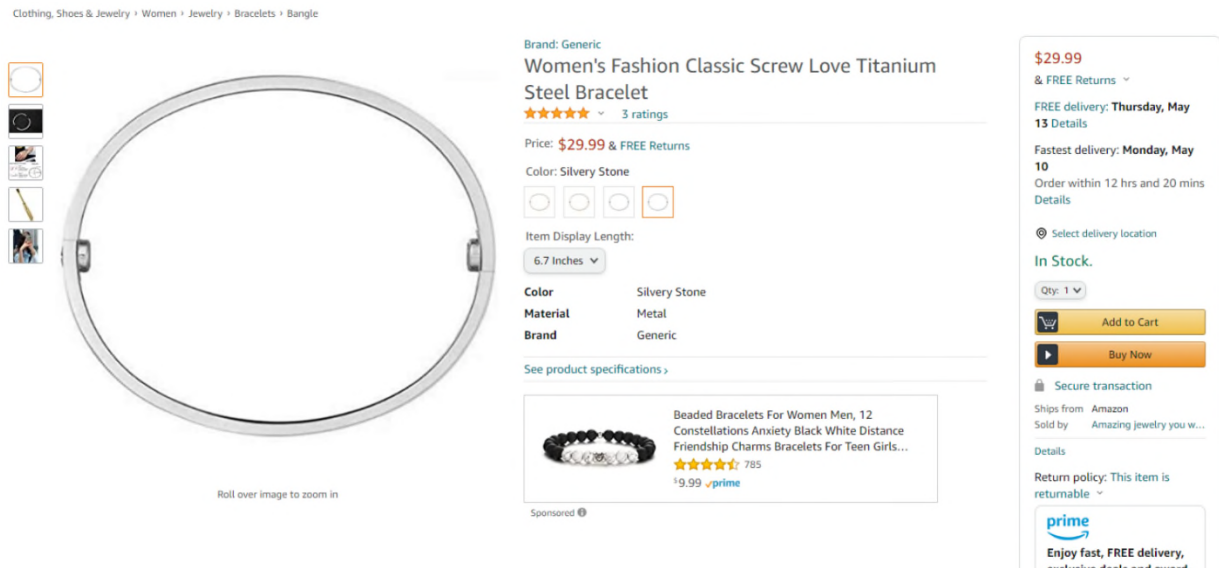 Clothing, Shoes & Jewelry › Women › Jewelry › Bracelets › Bangle
Roll over image to zoom in
Brand: Generic
Women's Fashion Classic Screw Love Titanium
Steel Bracelet
3 ratings
Price: $29.99 & FREE Returns
Color: Silvery Stone
Item Display Length:
6.7 Inches
Color Silvery Stone
Material Metal
Brand Generic
See product specifications ›
Beaded Bracelets For Women Men, 12
Constellations Anxiety Black White Distance
Friendship Charms Bracelets For Teen Girls...
785
$9.99 prime
Sponsored
$29.99
& FREE Returns
FREE delivery: Thursday, May
13 Details
Fastest delivery: Monday, May
10
Order within 12 hrs and 20 mins
Details
Select delivery location
In Stock.
Qty: 1
Add to Cart
Buy Now
Secure transaction
Ships from Amazon
Sold by Amazing jewelry you w...
Details
Return policy: This item is
returnable
prime
Enjoy fast, FREE delivery,